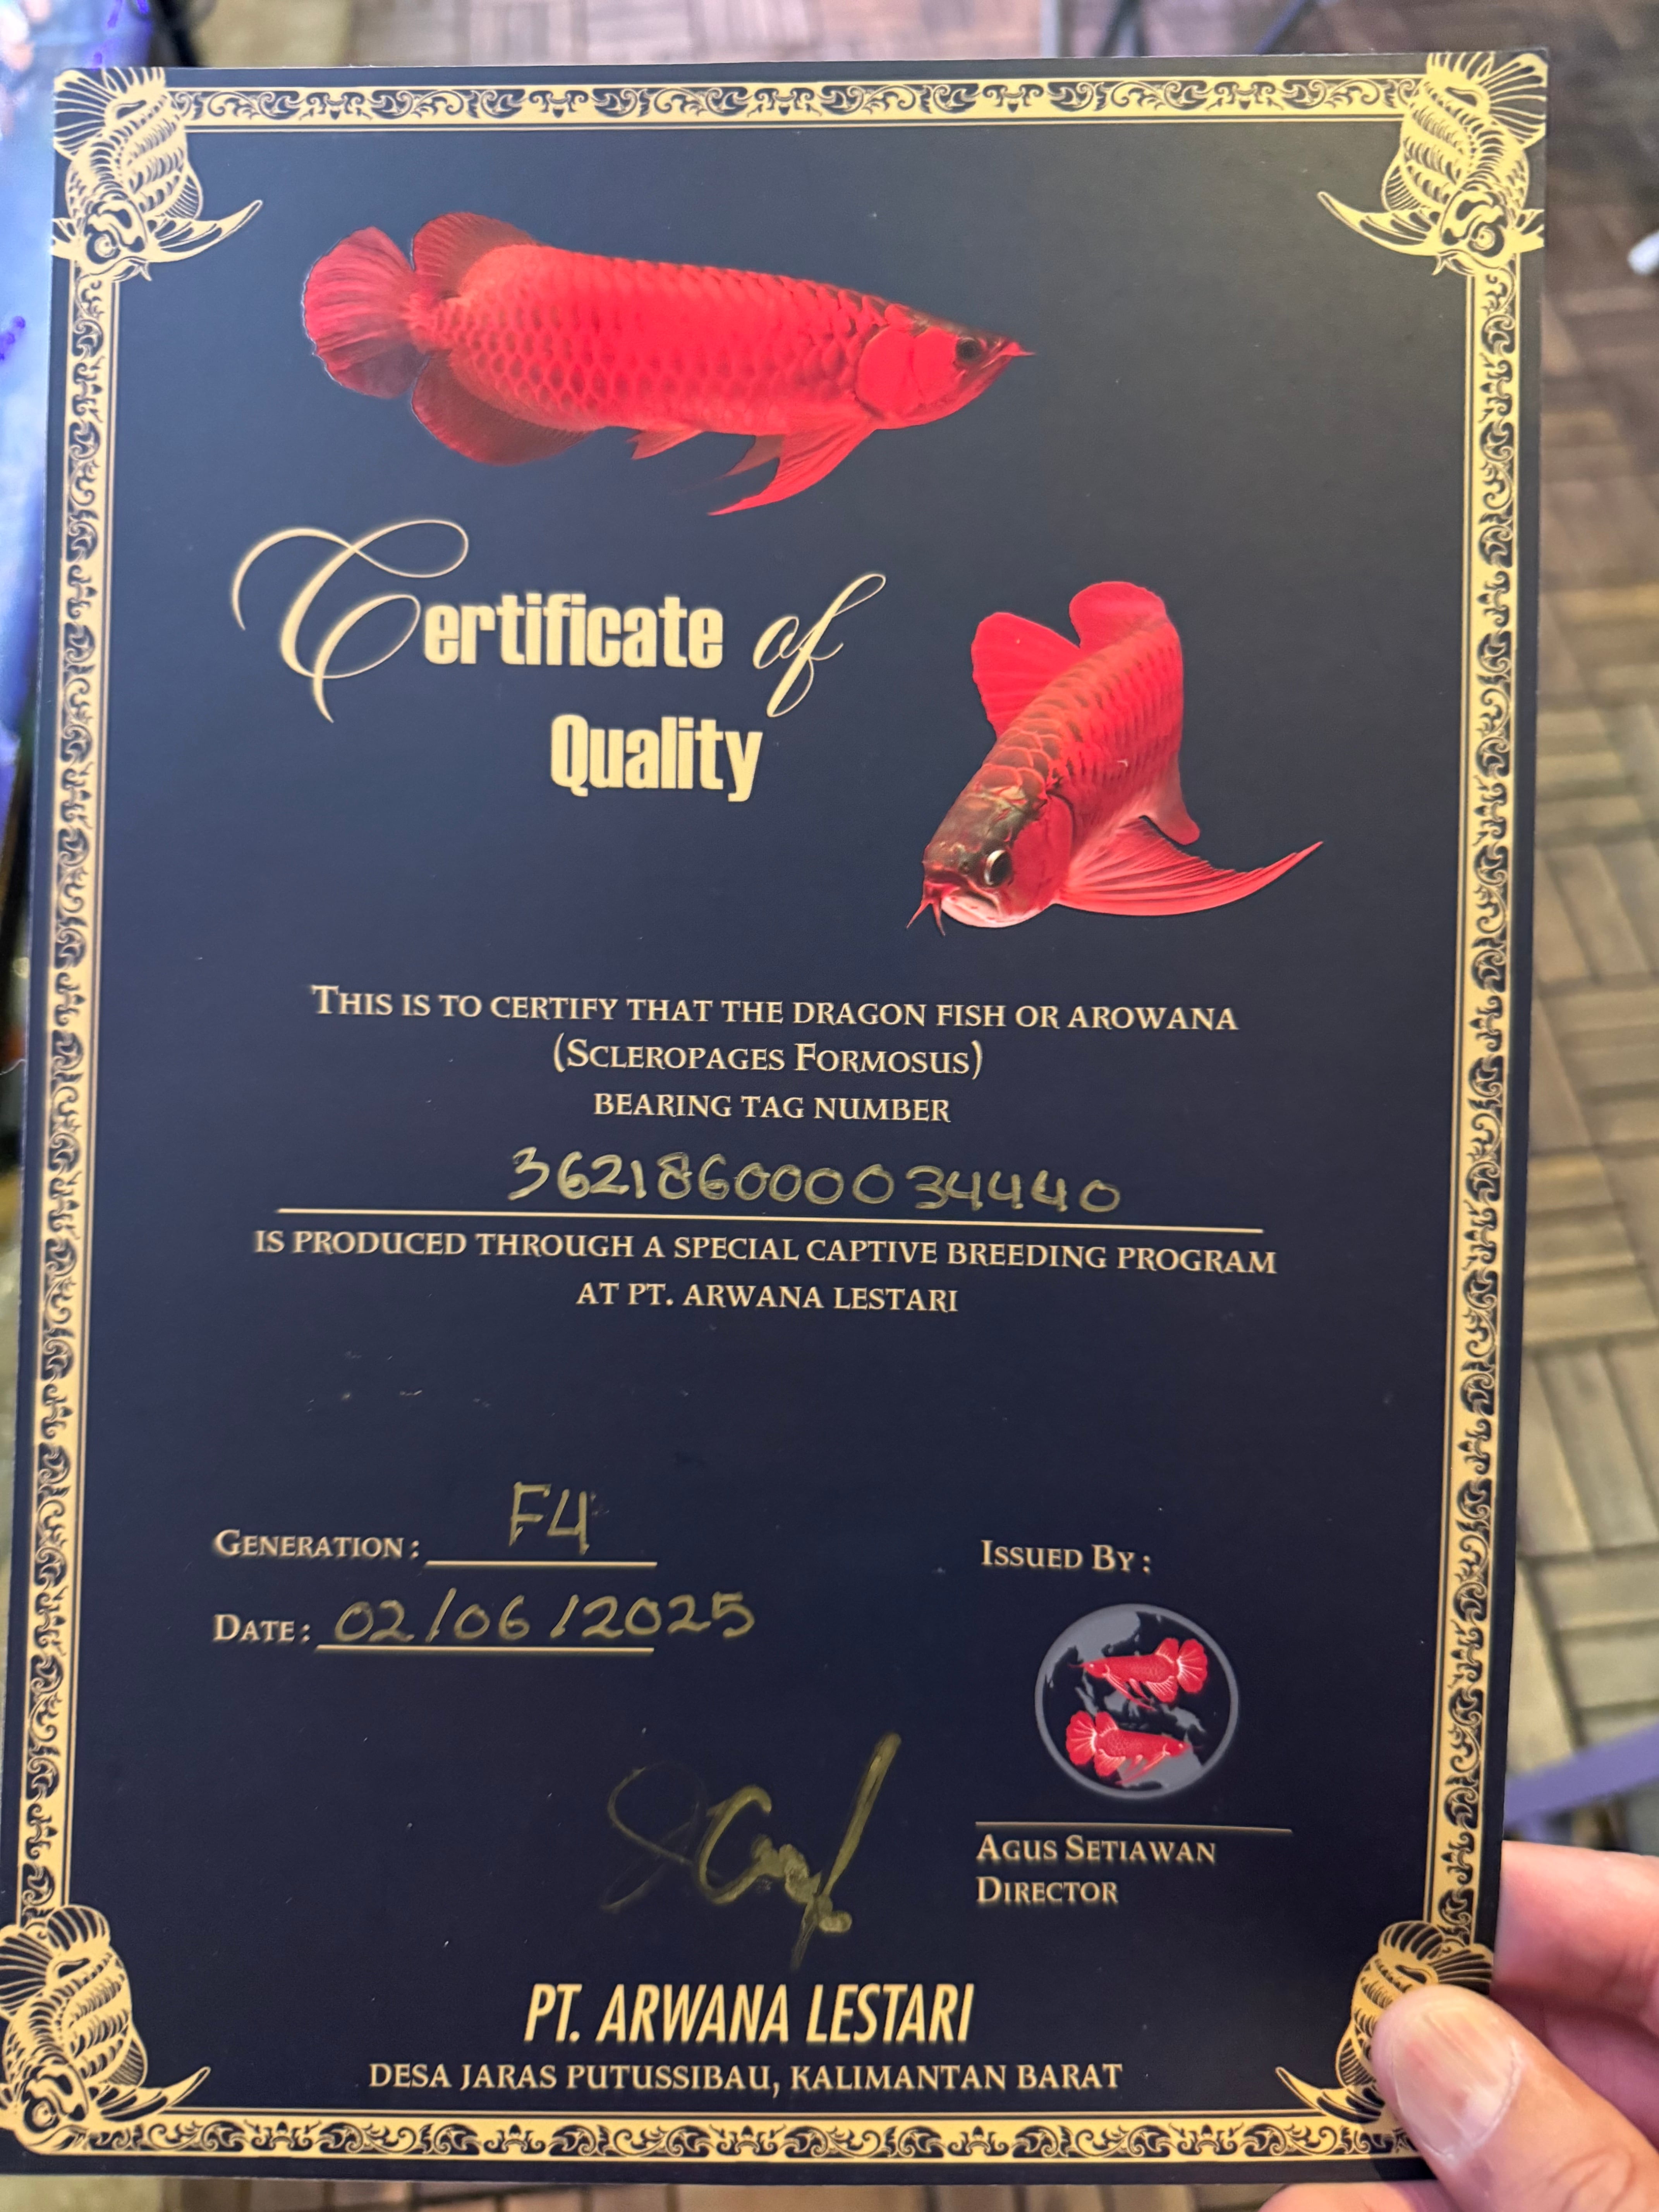 Certificate of
Quality
THIS IS TO CERTIFY THAT THE DRAGON FISH OR AROWANA
(SCLEROPAGES FORMOSUS)
BEARING TAG NUMBER
362186000034440
IS PRODUCED THROUGH A SPECIAL CAPTIVE BREEDING PROGRAM
AT PT. ARWANA LESTARI
GENERATION: F4
DATE: 02/06/2025
ISSUED BY:
AGUS SETIAWAN
DIRECTOR
PT. ARWANA LESTARI
DESA JARAS PUTUSSIBAU, KALIMANTAN BARAT